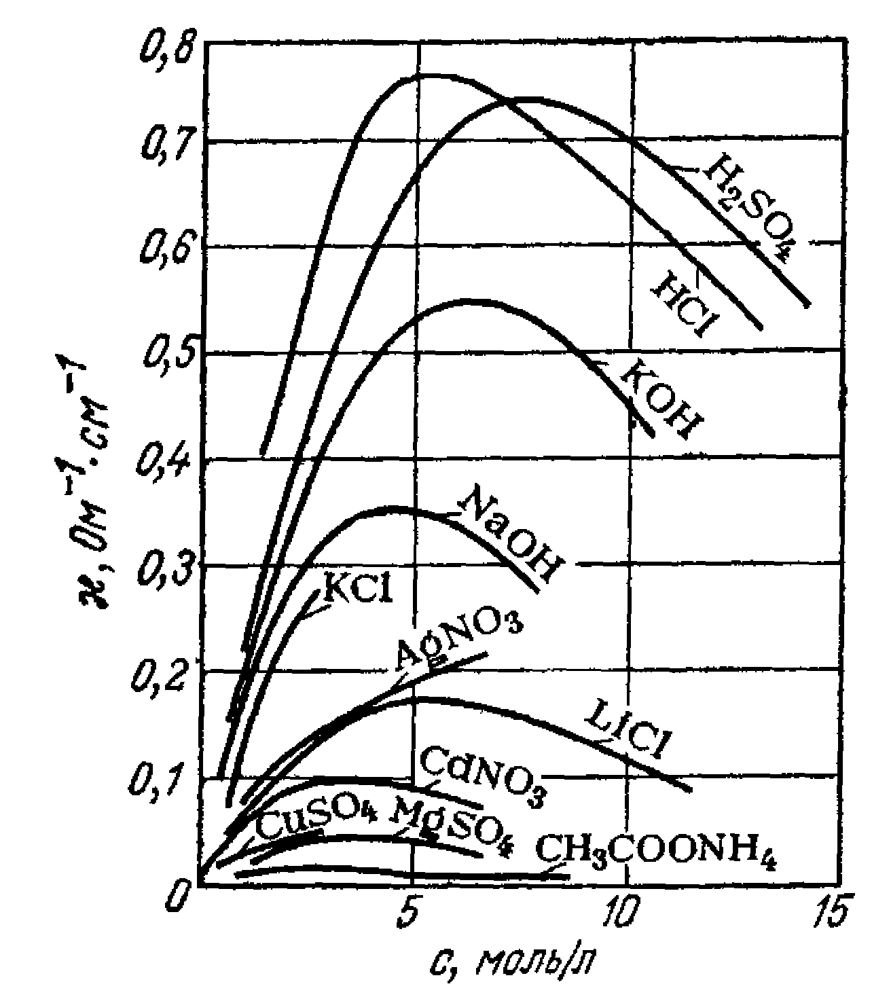 0,8
0,7
0,6
0,5
0,4
0,3
0,2
0,1
0
ϰ, Ом⁻¹·см⁻¹
H₂SO₄
HCl
KOH
NaOH
KCl
AgNO₃
LiCl
CdNO₃
CuSO₄
MgSO₄
CH₃COONH₄
5
10
15
с, моль/л